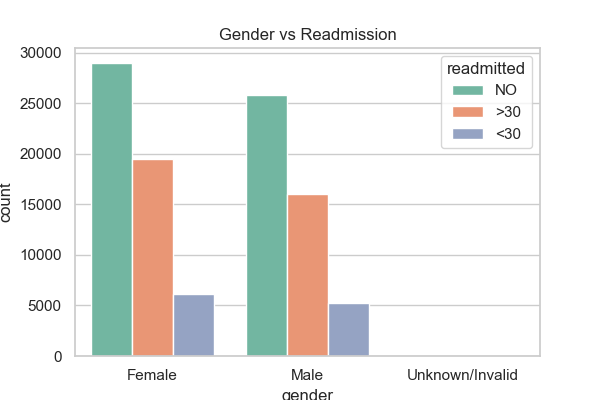 Gender vs Readmission
30000
25000
20000
15000
10000
5000
0
count
readmitted
NO
>30
<30
Female
Male
Unknown/Invalid
gender